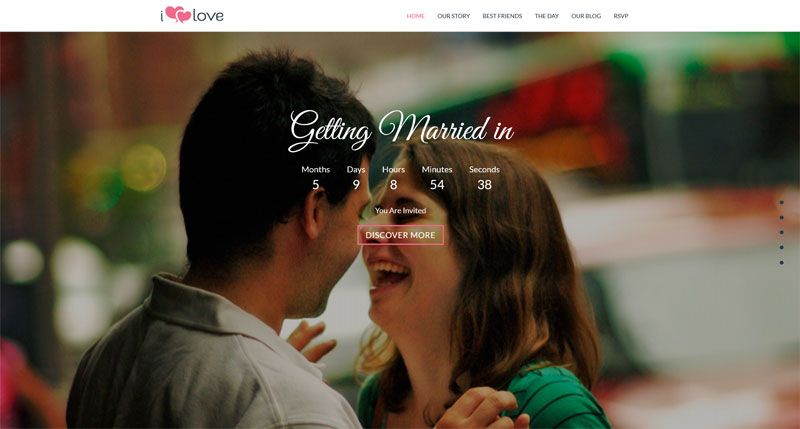 i love
HOME OUR STORY BEST FRIENDS THE DAY OUR BLOG RSVP
Getting Married in
Months Days Hours Minutes Seconds
5 9 8 54 38
You Are Invited
DISCOVER MORE